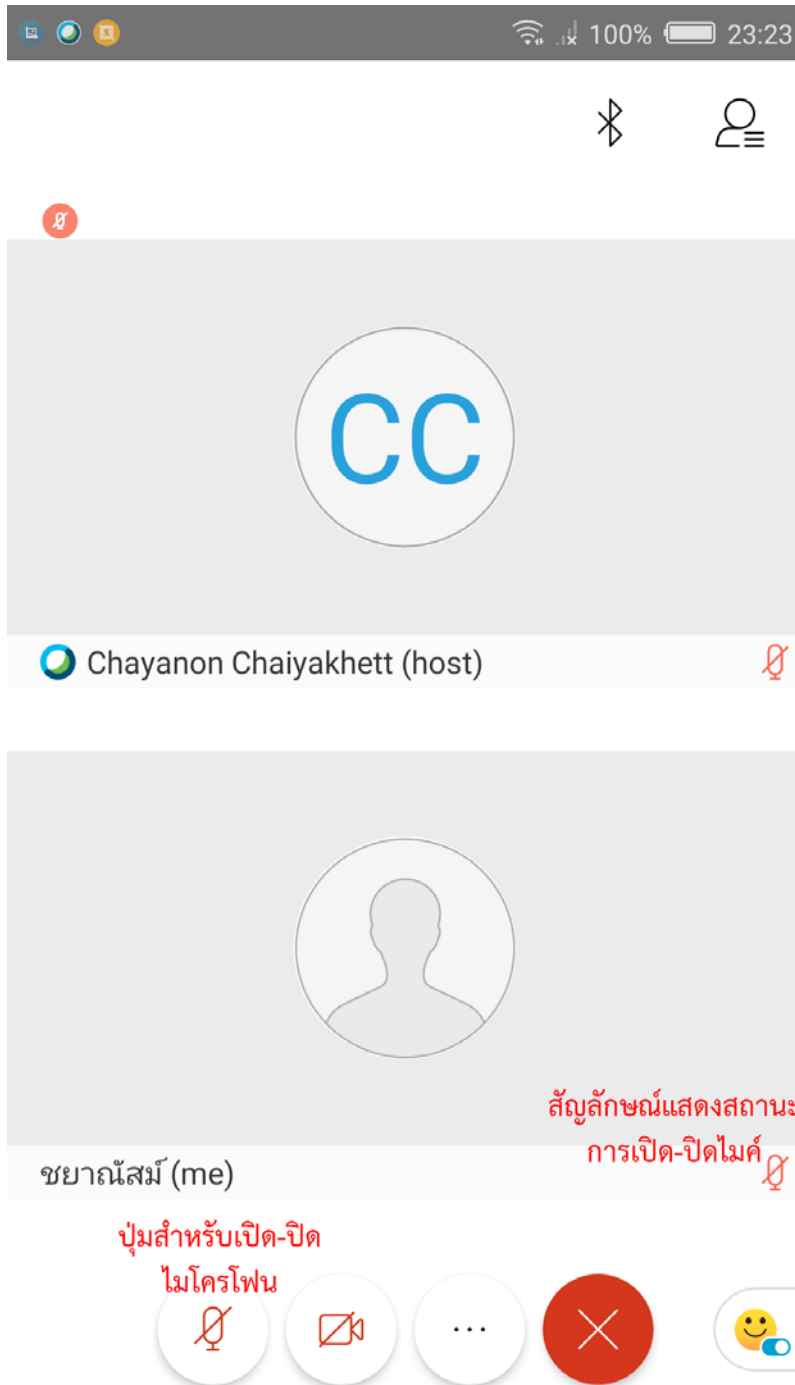 100% 23:23
CC
Chayanon Chaiyakhett (host)
สัญลักษณ์แสดงสถานะ
การเปิด-ปิดไมค์
ชยาณัสม์ (me)
ปุ่มสำหรับเปิด-ปิด
ไมโครโฟน